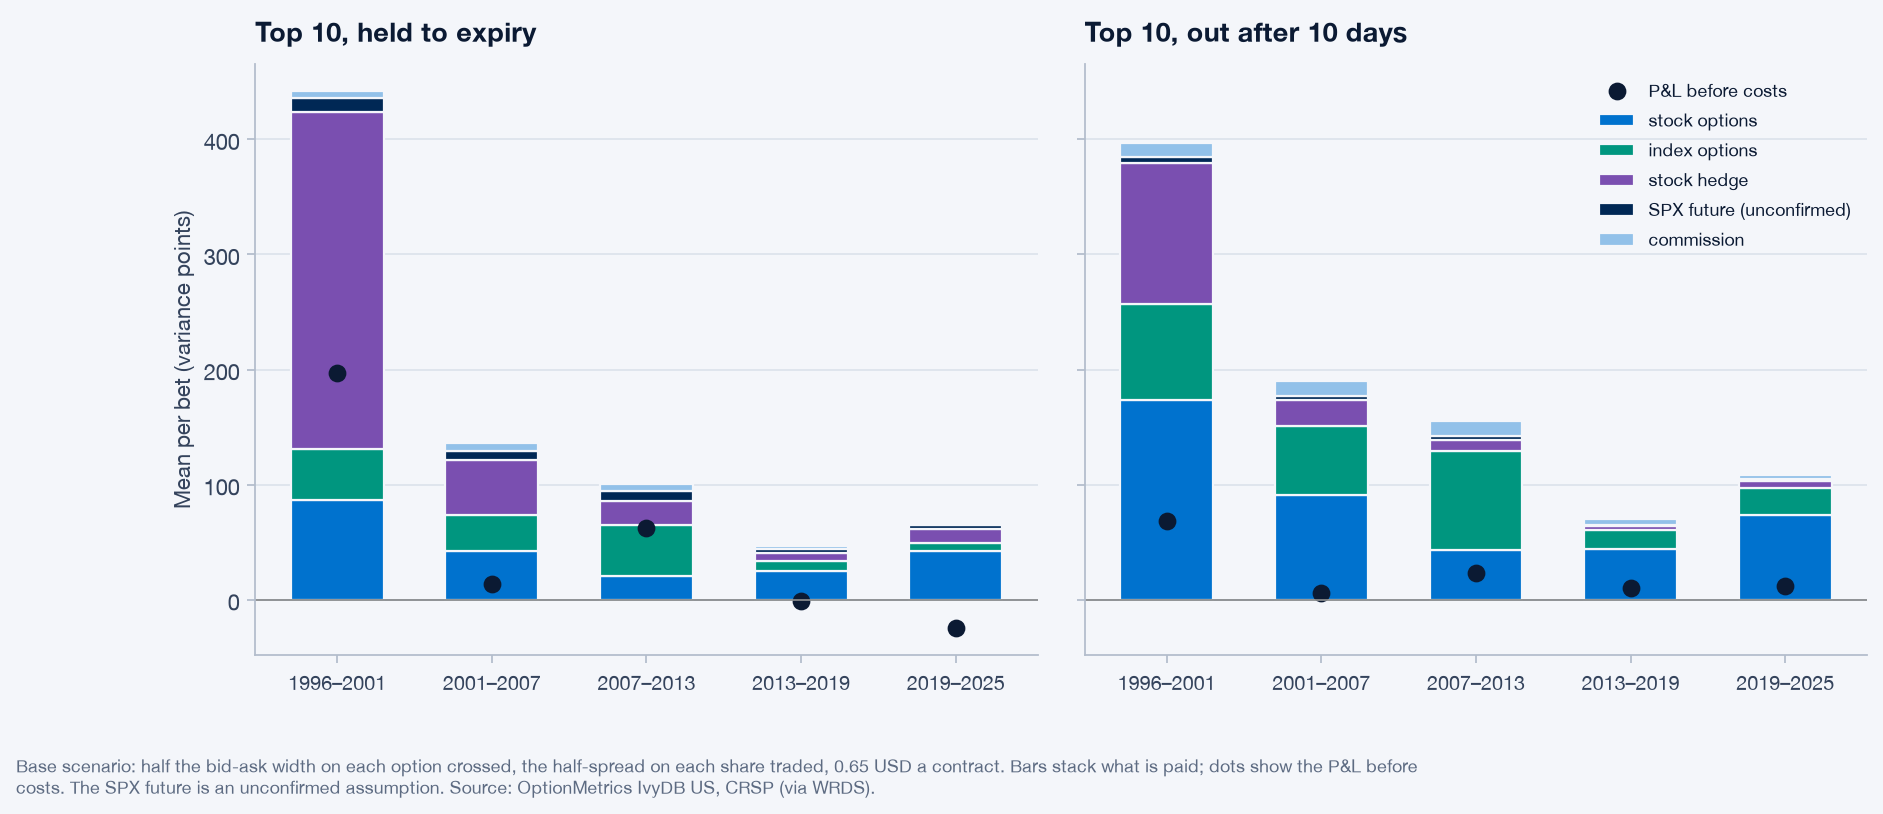 Top 10, held to expiry
Top 10, out after 10 days
Mean per bet (variance points)
400
300
200
100
0
P&L before costs
stock options
index options
stock hedge
SPX future (unconfirmed)
commission
1996–2001
2001–2007
2007–2013
2013–2019
2019–2025
1996–2001
2001–2007
2007–2013
2013–2019
2019–2025
Base scenario: half the bid-ask width on each option crossed, the half-spread on each share traded, 0.65 USD a contract. Bars stack what is paid; dots show the P&L before
costs. The SPX future is an unconfirmed assumption. Source: OptionMetrics IvyDB US, CRSP (via WRDS).